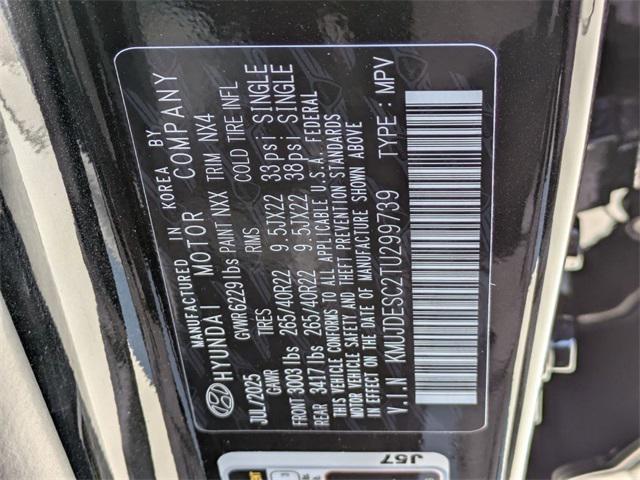 MANUFACTURED IN KOREA BY
HYUNDAI MOTOR COMPANY
JUL/2025 GVWR6229 lbs PAINT NXX TRIM NX4
GAWR TIRES RIMS COLD TIRE INFL
FRONT 3003 lbs 265/40R22 9.5JX22 33psi SINGLE
REAR 3417 lbs 265/40R22 9.5JX22 38psi SINGLE
THIS VEHICLE CONFORMS TO ALL APPLICABLE U.S.A. FEDERAL
MOTOR VEHICLE SAFETY AND THEFT PREVENTION STANDARDS
IN EFFECT ON THE DATE OF MANUFACTURE SHOWN ABOVE
V.I.N KMUJDESC2TU299739 TYPE : MPV
J57